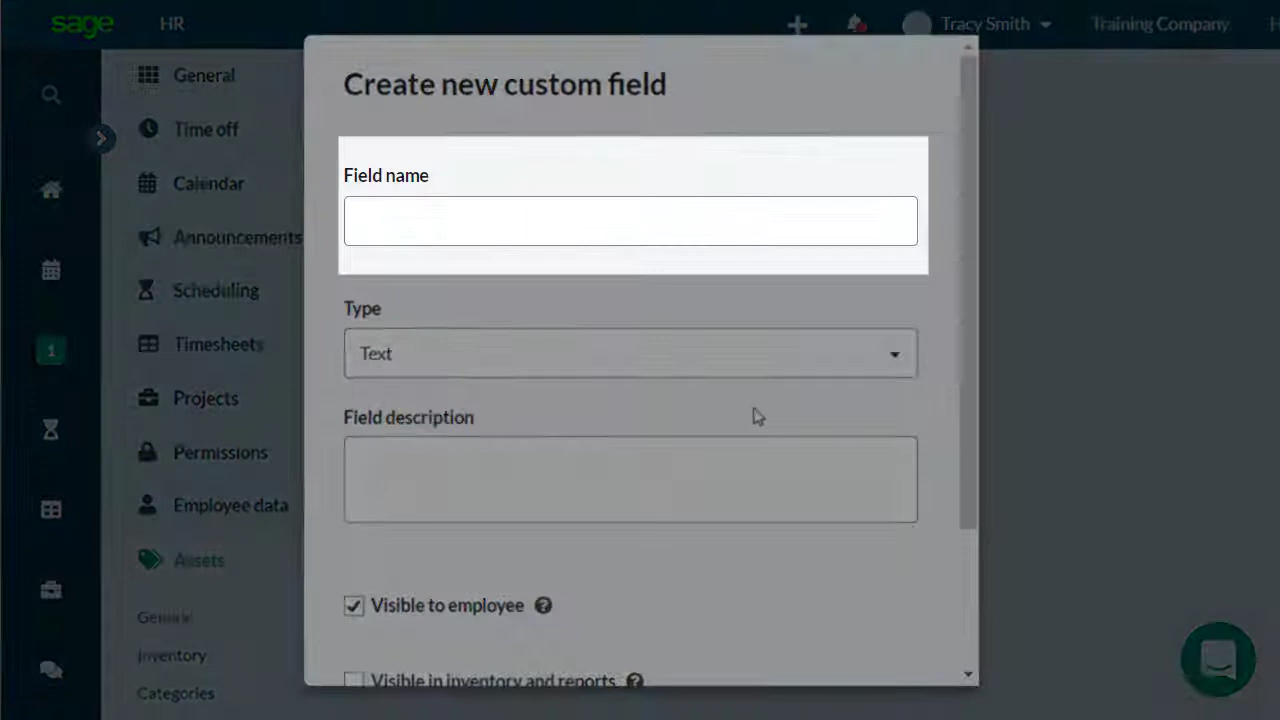 sage HR Tracy Smith Training Company H
General
Time off
Calendar
Announcements
Scheduling
Timesheets
Projects
Permissions
Employee data
Assets
General
Inventory
Categories
1
Create new custom field
Field name
Type
Text
Field description
Visible to employee ?
Visible in inventory and reports ?